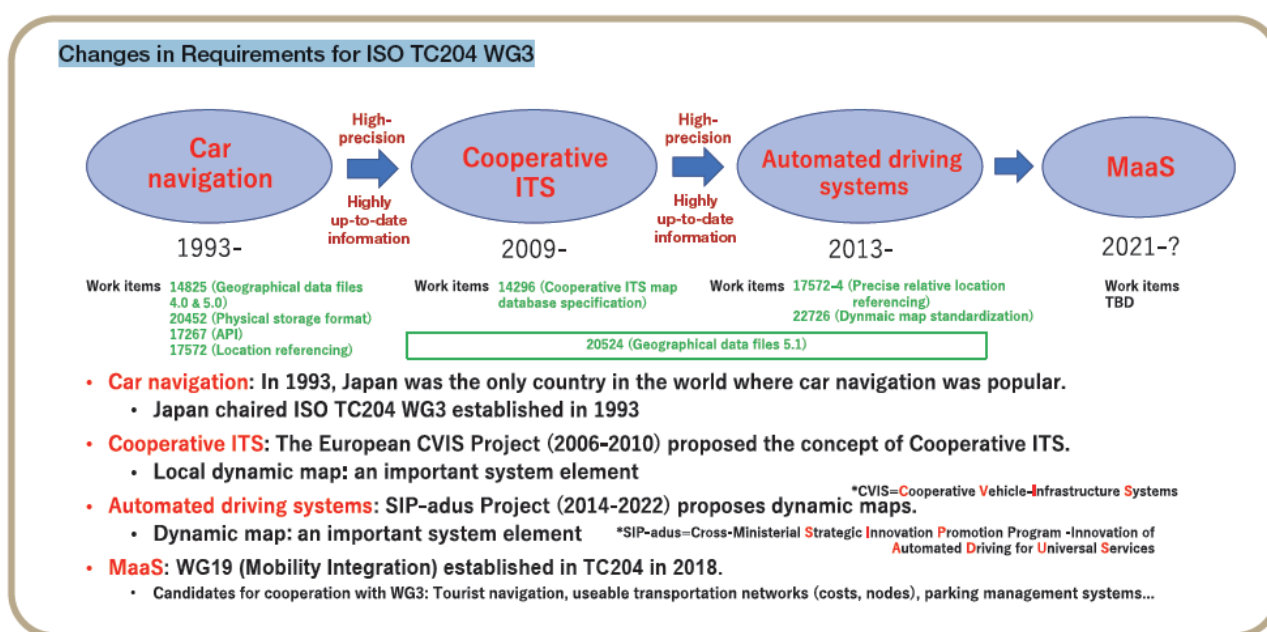 Changes in Requirements for ISO TC204 WG3
Car
navigation
High-
precision
Highly
up-to-date
information
Cooperative
ITS
High-
precision
Highly
up-to-date
information
Automated driving
systems
MaaS
1993-
2009-
2013-
2021-?
Work items 14825 (Geographical data files
4.0 & 5.0)
20452 (Physical storage format)
17267 (API)
17572 (Location referencing)
Work items 14296 (Cooperative ITS map
database specification)
Work items 17572-4 (Precise relative location
referencing)
22726 (Dynmaic map standardization)
Work items
TBD
20524 (Geographical data files 5.1)
• Car navigation: In 1993, Japan was the only country in the world where car navigation was popular.
• Japan chaired ISO TC204 WG3 established in 1993
• Cooperative ITS: The European CVIS Project (2006-2010) proposed the concept of Cooperative ITS.
• Local dynamic map: an important system element
*CVIS=Cooperative Vehicle-Infrastructure Systems
• Automated driving systems: SIP-adus Project (2014-2022) proposes dynamic maps.
• Dynamic map: an important system element
*SIP-adus=Cross-Ministerial Strategic Innovation Promotion Program -Innovation of
Automated Driving for Universal Services
• MaaS: WG19 (Mobility Integration) established in TC204 in 2018.
• Candidates for cooperation with WG3: Tourist navigation, useable transportation networks (costs, nodes), parking management systems...